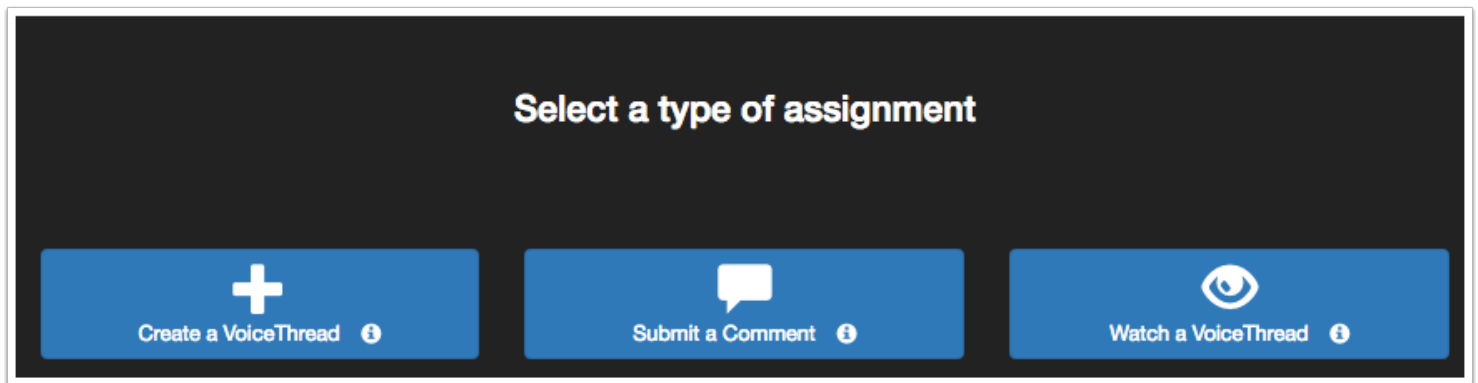 Select a type of assignment
Create a VoiceThread
Submit a Comment
Watch a VoiceThread